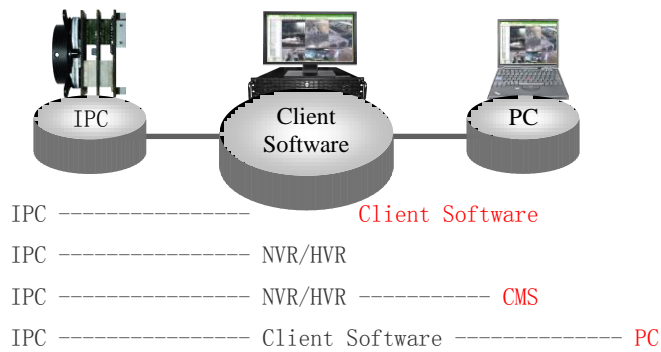 IPC
Client
Software
PC
IPC ---------------- Client Software
IPC ---------------- NVR/HVR
IPC ---------------- NVR/HVR ----------- CMS
IPC ---------------- Client Software -------------- PC